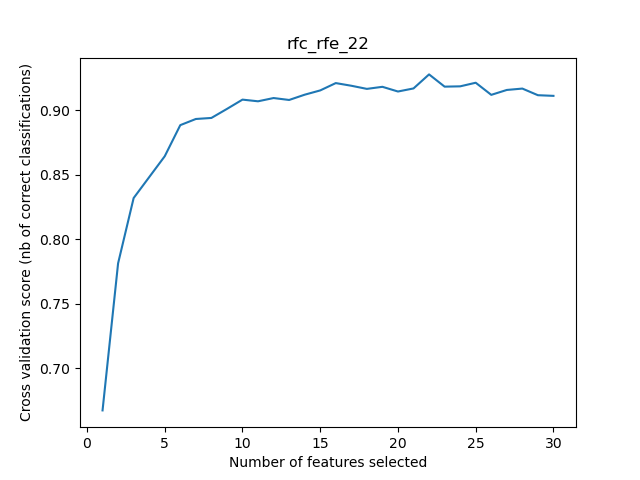 rfc_rfe_22
Cross validation score (nb of correct classifications)
0.90
0.85
0.80
0.75
0.70
0 5 10 15 20 25 30
Number of features selected